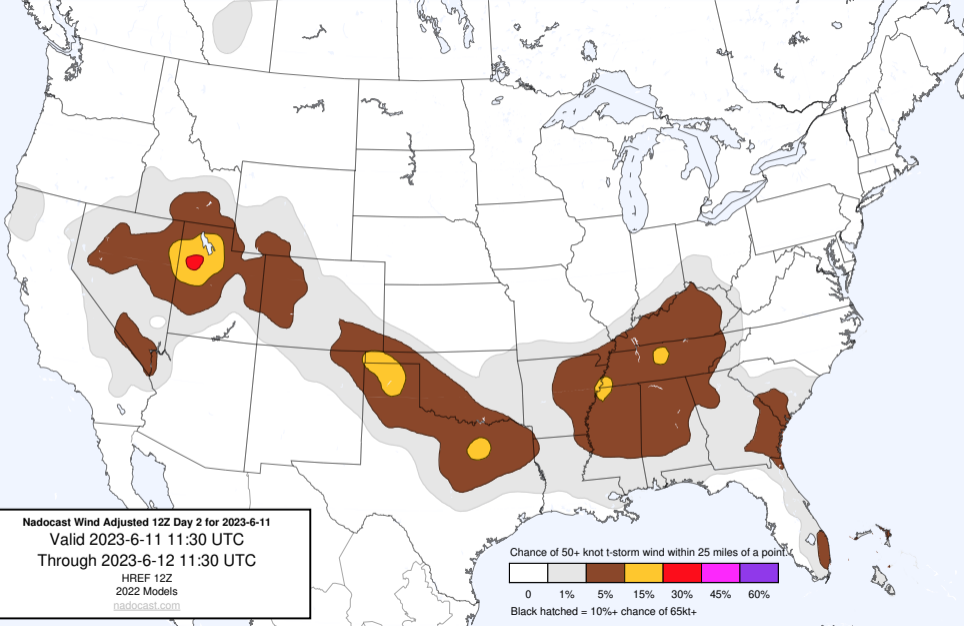 Nadocast Wind Adjusted 12Z Day 2 for 2023-6-11
Valid 2023-6-11 11:30 UTC
Through 2023-6-12 11:30 UTC
HREF 12Z
2022 Models
nadocast.com
Chance of 50+ knot t-storm wind within 25 miles of a point.
0 1% 5% 15% 30% 45% 60%
Black hatched = 10%+ chance of 65kt+